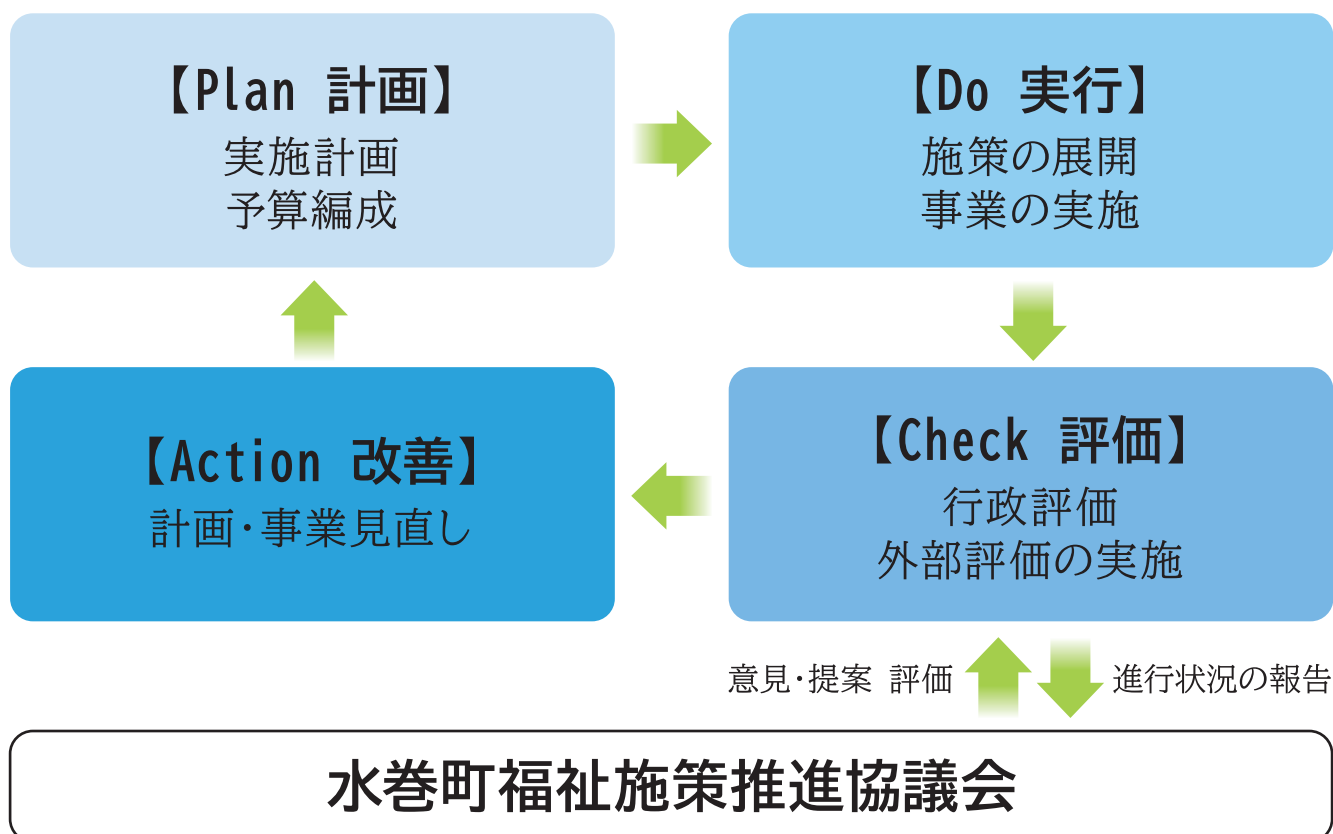 【Plan 計画】
実施計画
予算編成
【Do 実行】
施策の展開
事業の実施
【Action 改善】
計画・事業見直し
【Check 評価】
行政評価
外部評価の実施
意見・提案 評価
進行状況の報告
水巻町福祉施策推進協議会